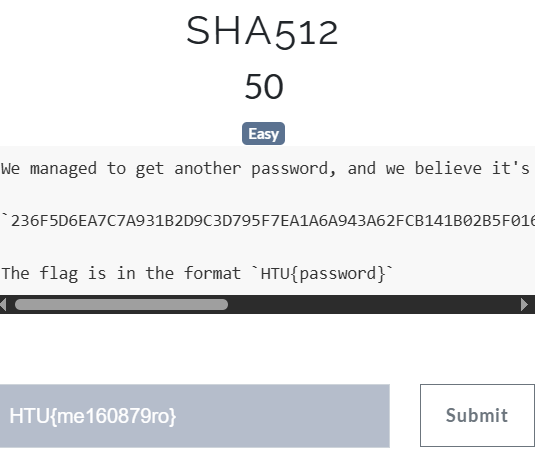 SHA512
50
Easy
We managed to get another password, and we believe it's
`236F5D6EA7C7A931B2D9C3D795F7EA1A6A943A62FCB141B02B5F016
The flag is in the format `HTU{password}`
HTU{me160879ro}
Submit